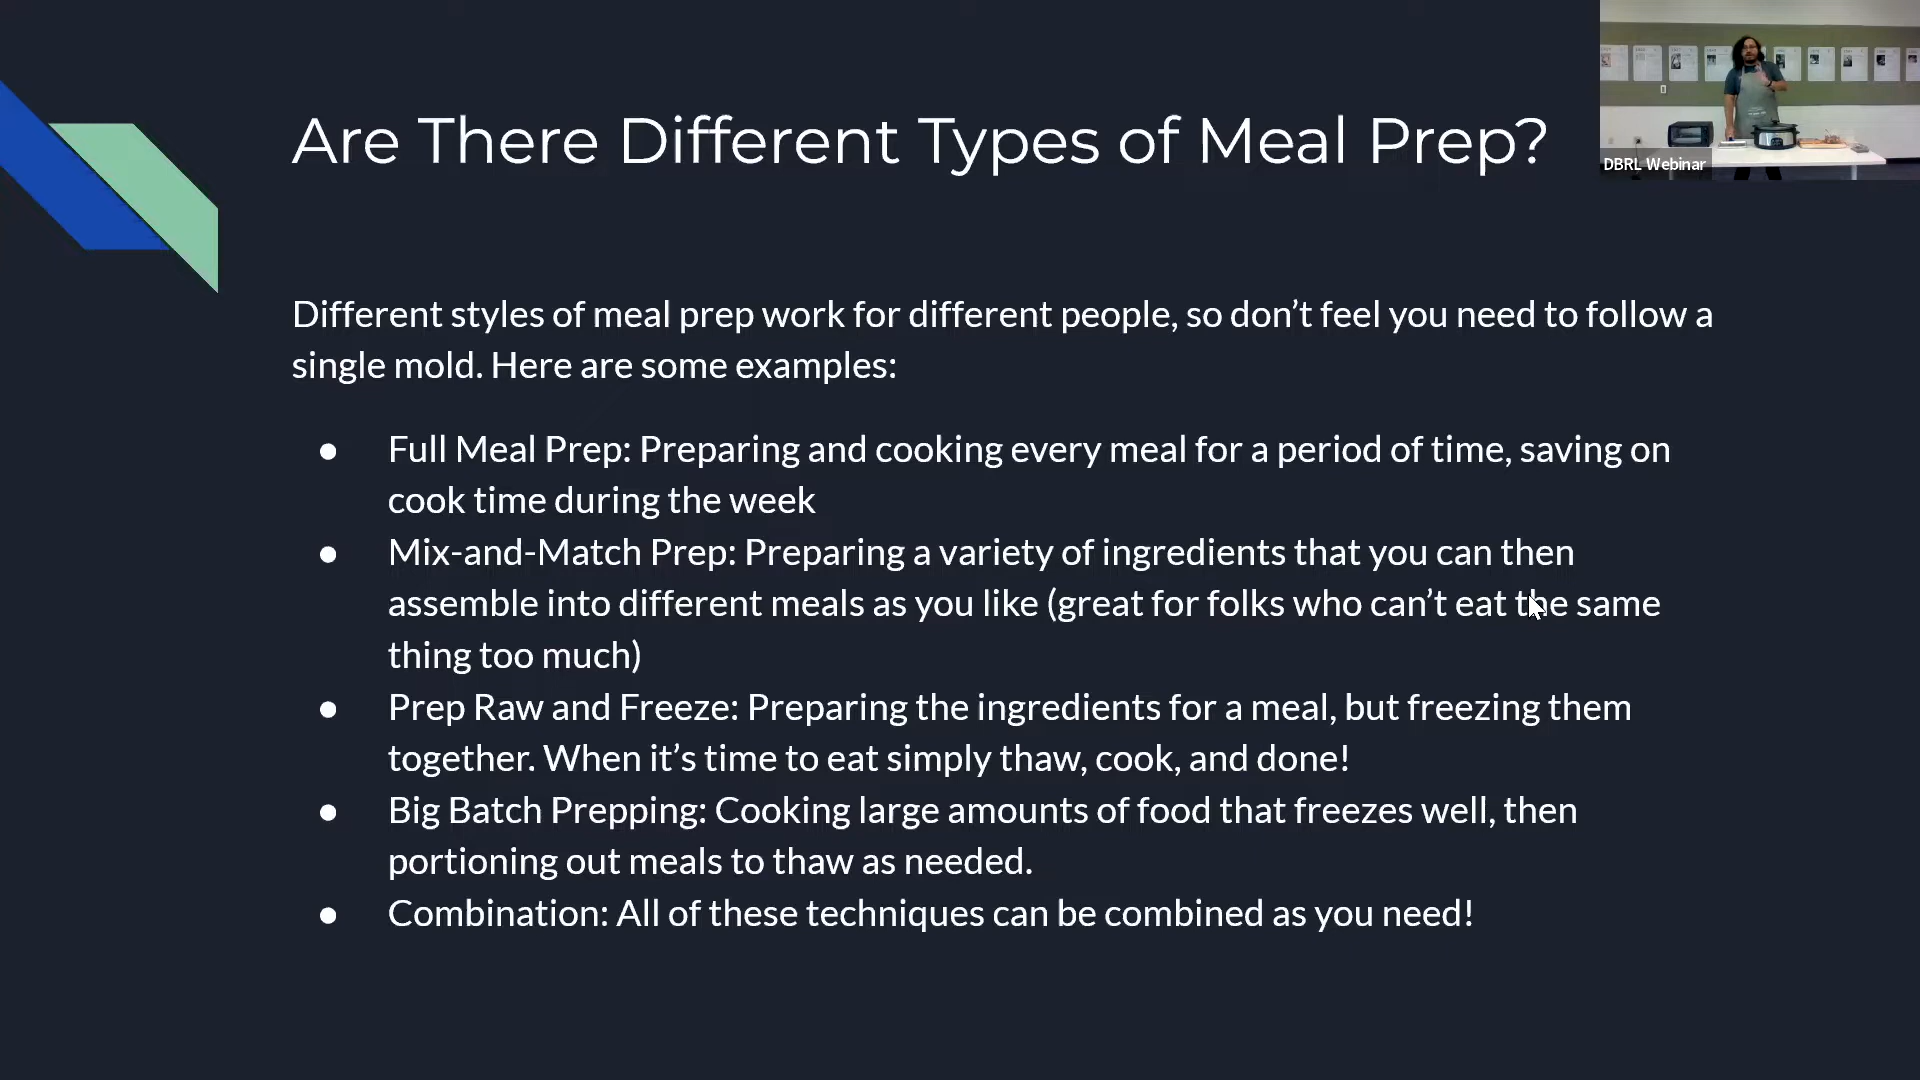 Are There Different Types of Meal Prep?
DBRL Webinar
Different styles of meal prep work for different people, so don’t feel you need to follow a
single mold. Here are some examples:
● Full Meal Prep: Preparing and cooking every meal for a period of time, saving on
cook time during the week
● Mix-and-Match Prep: Preparing a variety of ingredients that you can then
assemble into different meals as you like (great for folks who can’t eat the same
thing too much)
● Prep Raw and Freeze: Preparing the ingredients for a meal, but freezing them
together. When it’s time to eat simply thaw, cook, and done!
● Big Batch Prepping: Cooking large amounts of food that freezes well, then
portioning out meals to thaw as needed.
● Combination: All of these techniques can be combined as you need!